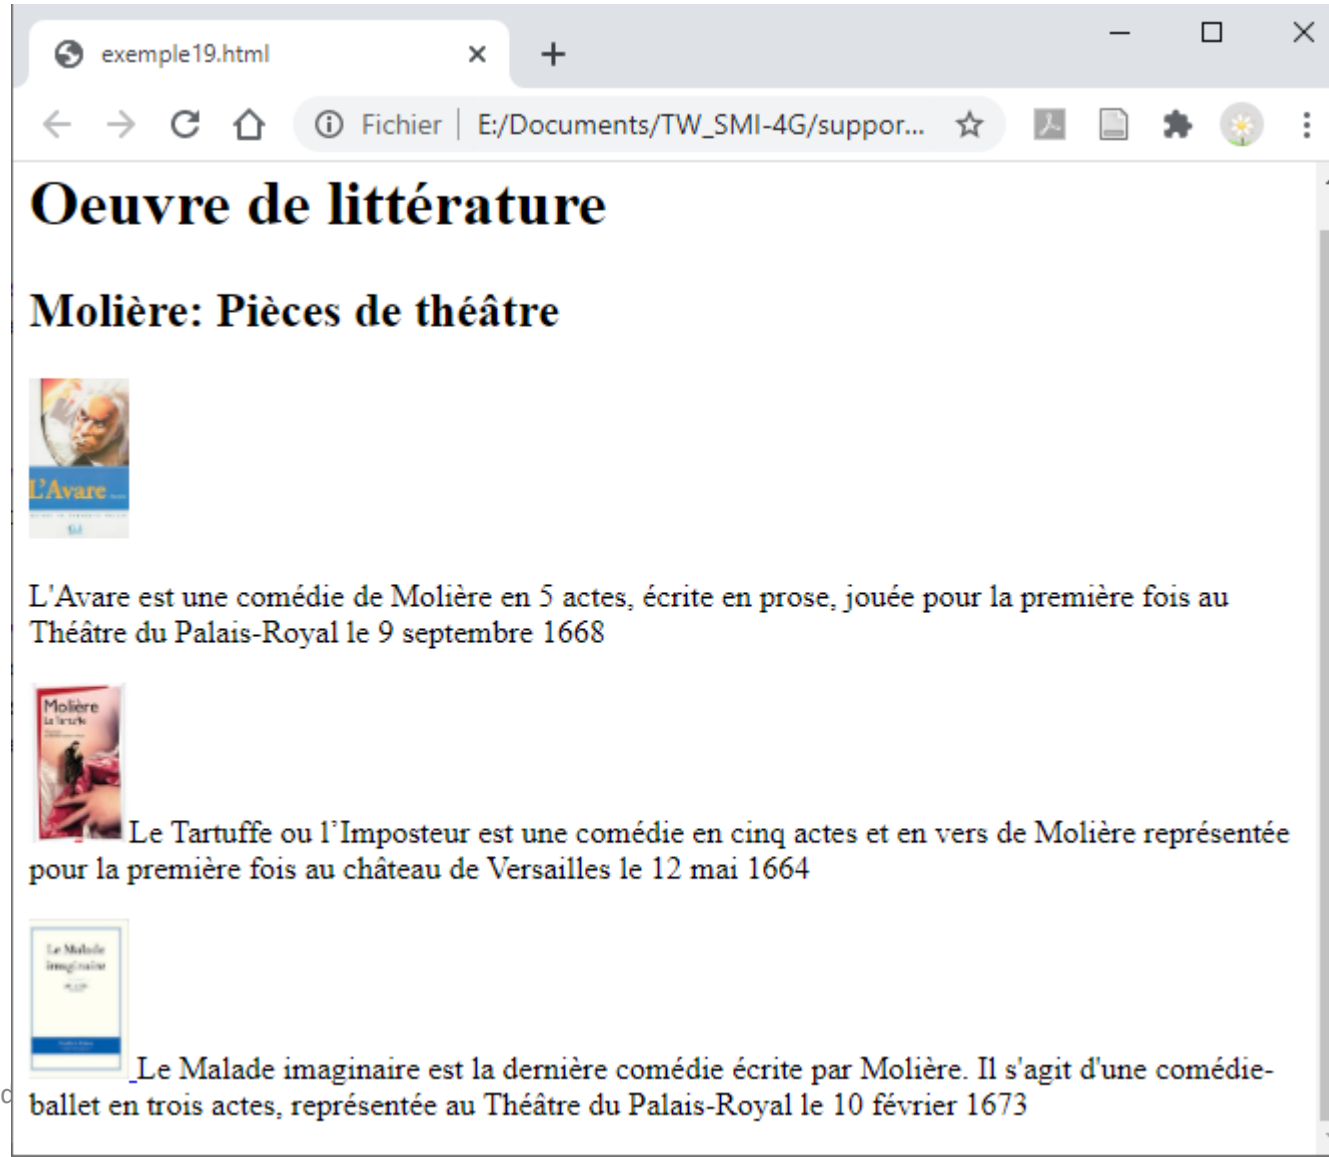 exemple19.html
Fichier | E:/Documents/TW_SMI-4G/suppor...
Oeuvre de littérature
Molière: Pièces de théâtre
L'Avare
L'Avare est une comédie de Molière en 5 actes, écrite en prose, jouée pour la première fois au
Théâtre du Palais-Royal le 9 septembre 1668
Molière
Le Tartuffe
Le Tartuffe ou l’Imposteur est une comédie en cinq actes et en vers de Molière représentée
pour la première fois au château de Versailles le 12 mai 1664
Le Malade
imaginaire
Le Malade imaginaire est la dernière comédie écrite par Molière. Il s'agit d'une comédie-
ballet en trois actes, représentée au Théâtre du Palais-Royal le 10 février 1673